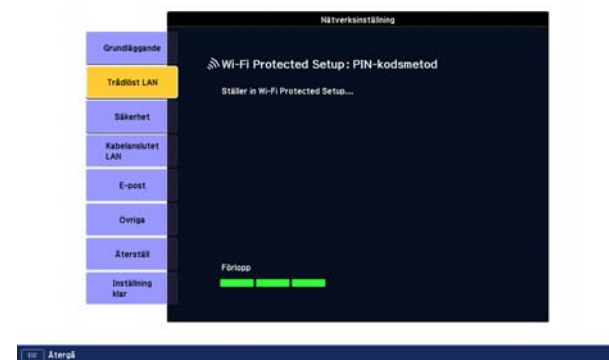 Nätverksinställning
Grundläggande
Trådlöst LAN
Säkerhet
Kabelanslutet
LAN
E-post
Övriga
Återställ
Inställning
klar
Wi-Fi Protected Setup: PIN-kodsmetod
Ställer in Wi-Fi Protected Setup...
Förlopp
Esc Återgå